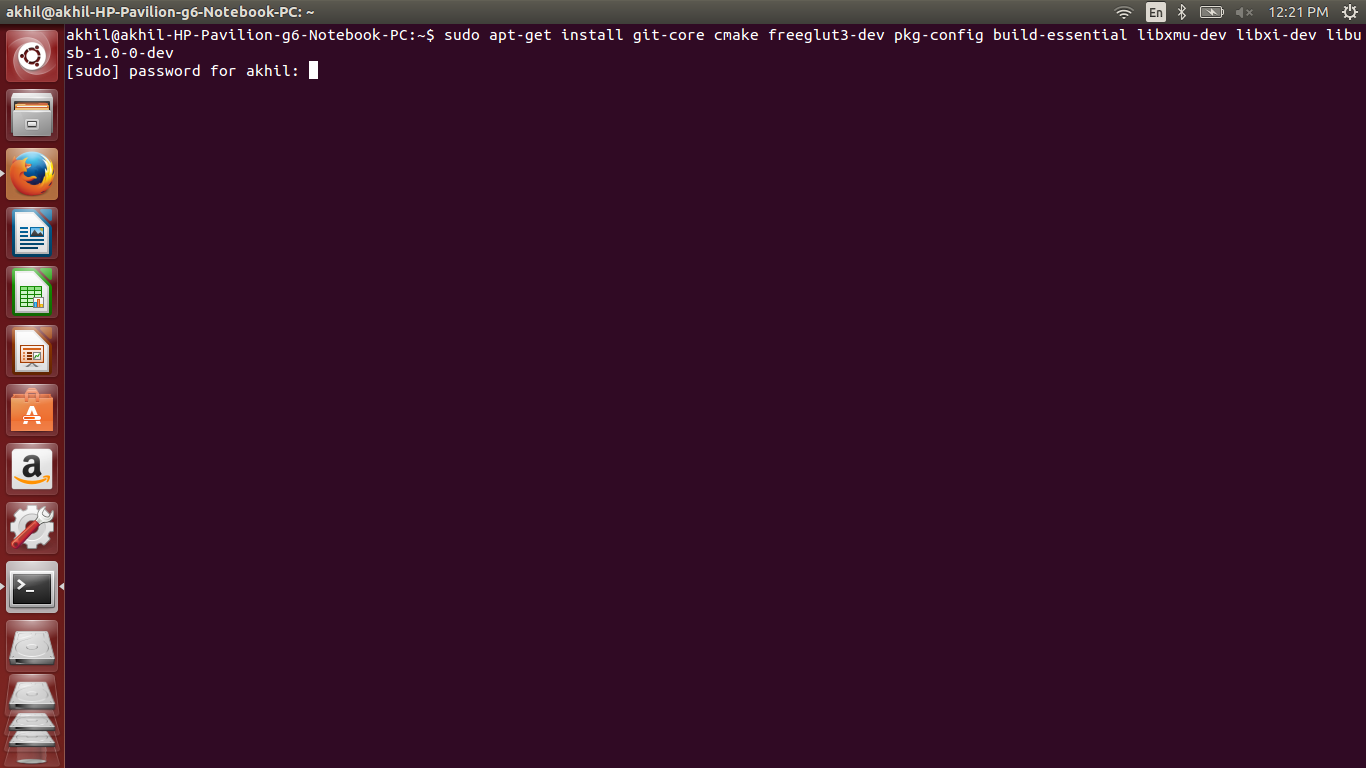 akhil@akhil-HP-Pavilion-g6-Notebook-PC: ~
En
12:21 PM
akhil@akhil-HP-Pavilion-g6-Notebook-PC:~$ sudo apt-get install git-core cmake freeglut3-dev pkg-config build-essential libxmu-dev libxi-dev libu
sb-1.0-0-dev
[sudo] password for akhil:
A
a
>_